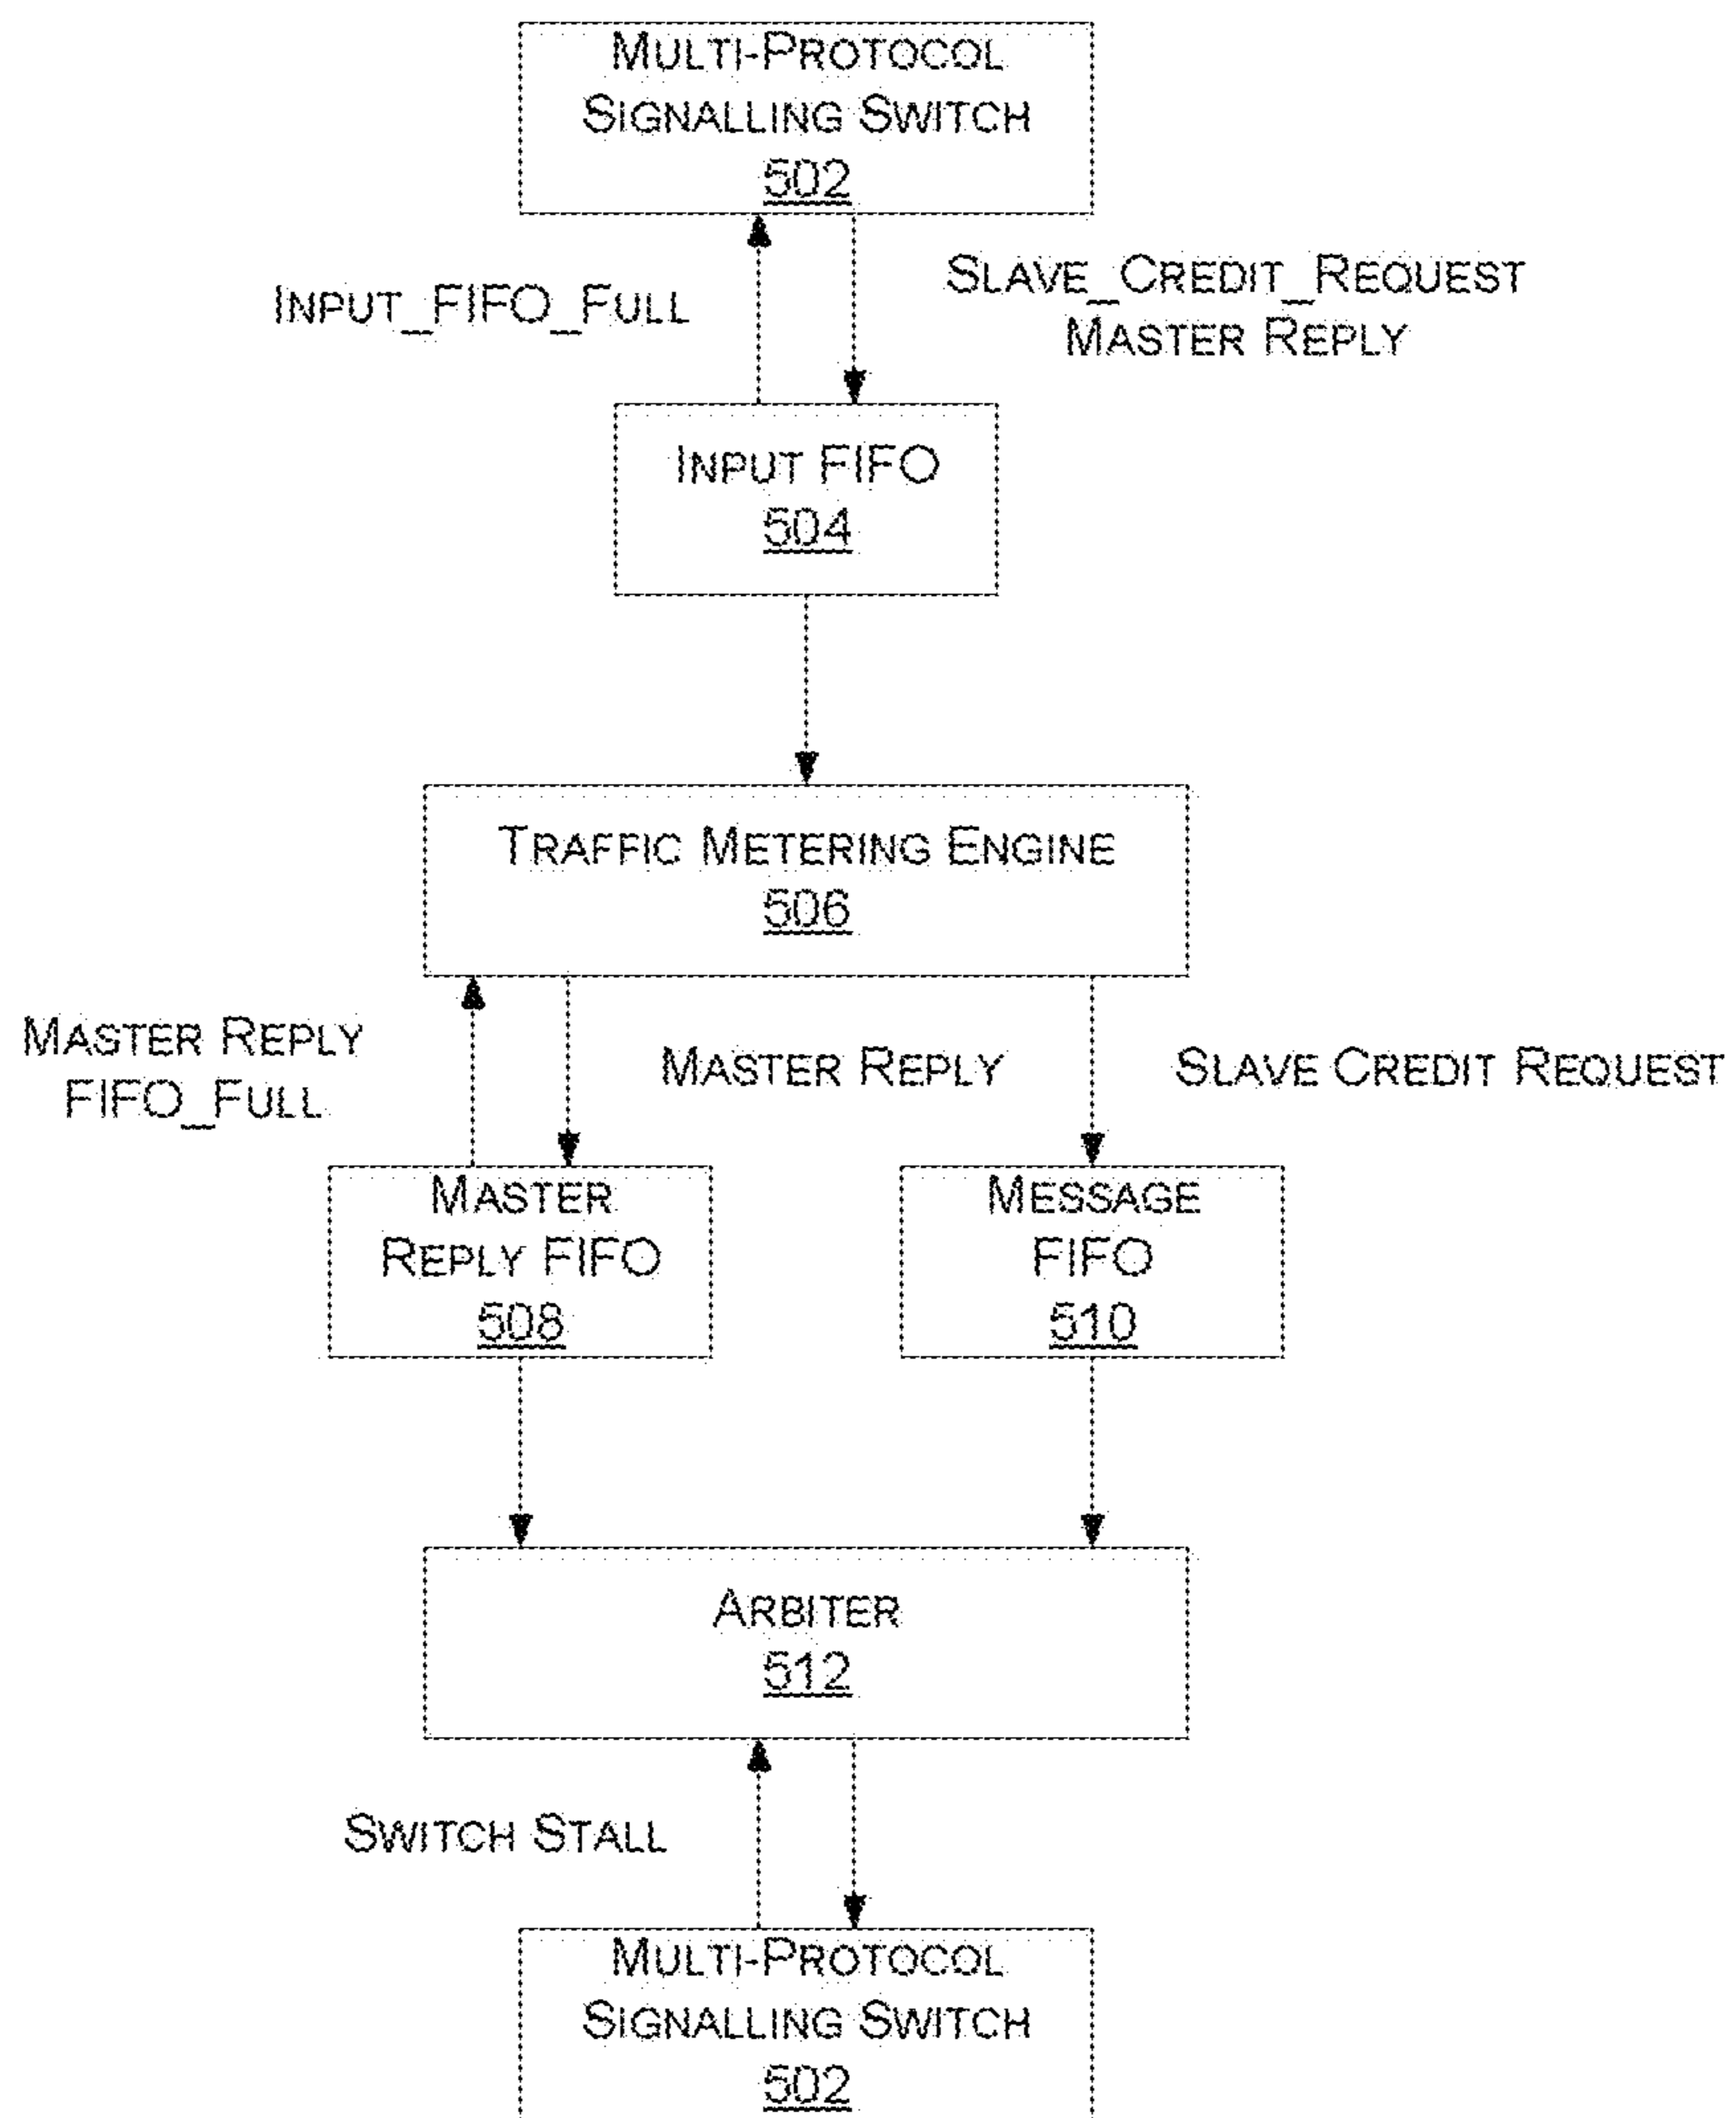 MULTI-PROTOCOL
SIGNALLING SWITCH
502
INPUT_FIFO_FULL
SLAVE_CREDIT_REQUEST
MASTER REPLY
INPUT FIFO
504
TRAFFIC METERING ENGINE
506
MASTER REPLY
FIFO_FULL
MASTER REPLY
SLAVE CREDIT REQUEST
MASTER
REPLY FIFO
508
MESSAGE
FIFO
510
ARBITER
512
SWITCH STALL
MULTI-PROTOCOL
SIGNALLING SWITCH
502